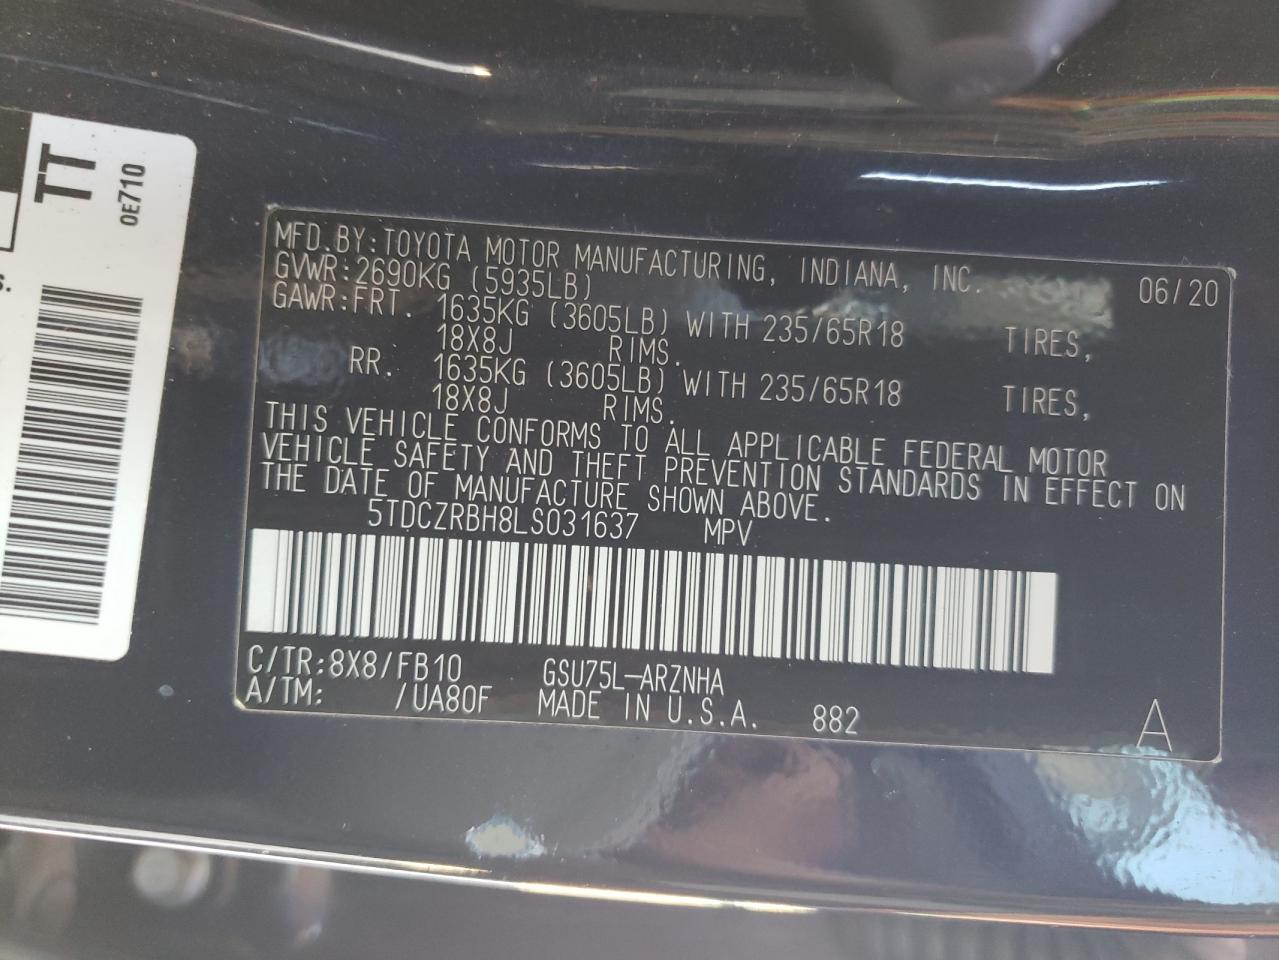 TT
0E710
S.
MFD.BY:TOYOTA MOTOR MANUFACTURING, INDIANA, INC. 06/20
GVWR:2690KG (5935LB)
GAWR:FRT. 1635KG (3605LB) WITH 235/65R18 TIRES,
18X8J RIMS.
RR. 1635KG (3605LB) WITH 235/65R18 TIRES,
18X8J RIMS.
THIS VEHICLE CONFORMS TO ALL APPLICABLE FEDERAL MOTOR
VEHICLE SAFETY AND THEFT PREVENTION STANDARDS IN EFFECT ON
THE DATE OF MANUFACTURE SHOWN ABOVE.
5TDCZRBH8LS031637 MPV
C/TR:8X8/FB10 GSU75L-ARZNHA
A/TM: /UA80F MADE IN U.S.A. 882 A